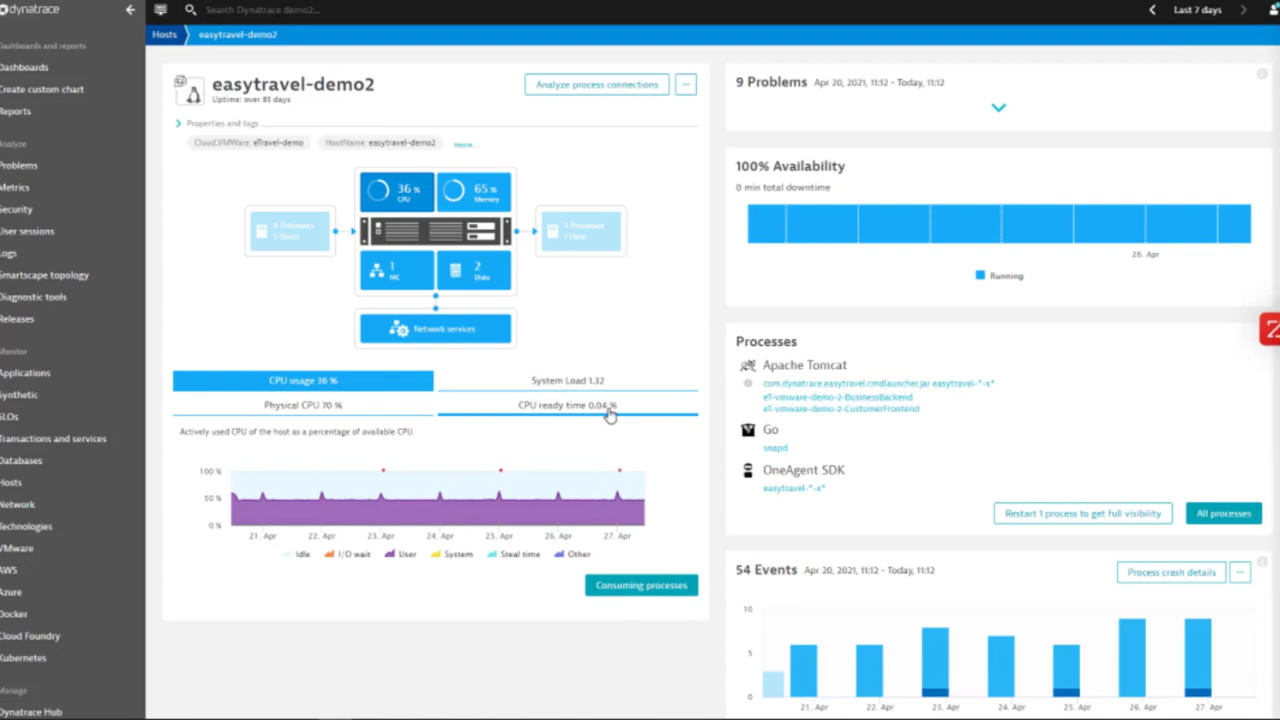 dynatrace
Search Dynatrace demo2...
Last 7 days
Dashboards and reports
Dashboards
Create custom chart
Reports
Analyze
Problems
Metrics
Security
User sessions
Logs
Smartscape topology
Diagnostic tools
Releases
Monitor
Applications
Synthetic
SLOs
Transactions and services
Databases
Hosts
Network
Technologies
VMware
AWS
Azure
Docker
Cloud Foundry
Kubernetes
Manage
Dynatrace Hub
Hosts
easytravel-demo2
easytravel-demo2
Uptime: over 85 days
Analyze process connections
...
Properties and tags
Cloud.VMWare: eTravel-demo
HostName: easytravel-demo2
more...
36 %
CPU
65 %
Memory
Processes
5 Hosts
2 Processes
1 Host
1
NIC
2
Disks
Network services
CPU usage 36 %
System Load 1.32
Physical CPU 70 %
CPU ready time 0.04 %
Actively used CPU of the host as a percentage of available CPU.
100 %
50 %
0 %
21. Apr 22. Apr 23. Apr 24. Apr 25. Apr 26. Apr 27. Apr
Idle I/O wait User System Steal time Other
Consuming processes
9 Problems Apr 20, 2021, 11:12 - Today, 11:12
100% Availability
0 min total downtime
26. Apr
Running
Processes
Apache Tomcat
com.dynatrace.easytravel.cmdlauncher.jar easytravel-*-x*
eT-vmware-demo-2-BusinessBackend
eT-vmware-demo-2-CustomerFrontend
Go
snapd
OneAgent SDK
easytravel-*-x*
Restart 1 process to get full visibility
All processes
54 Events Apr 20, 2021, 11:12 - Today, 11:12
Process crash details
...
10
5
0
21. Apr 22. Apr 23. Apr 24. Apr 25. Apr 26. Apr 27. Apr